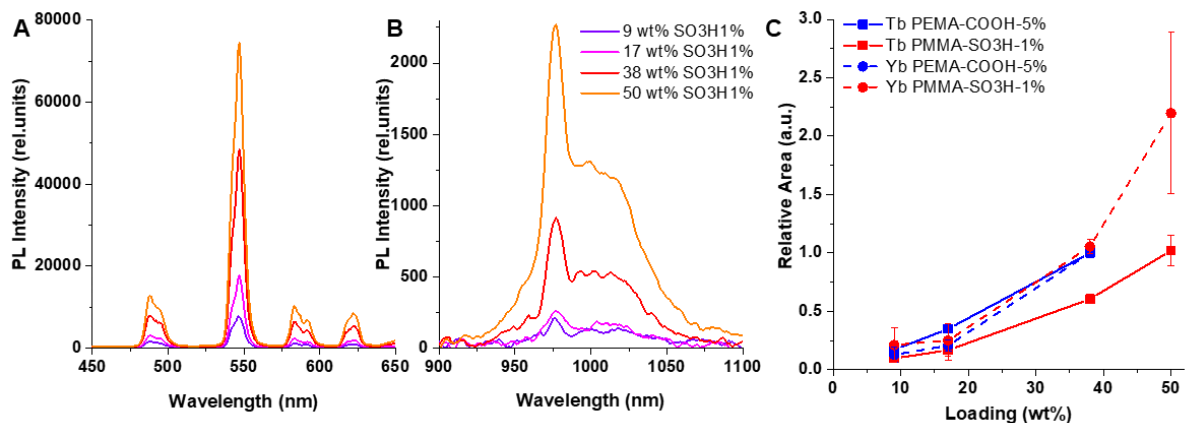 A
PL Intensity (rel.units)
80000
60000
40000
20000
0
450
500
550
600
650
Wavelength (nm)
B
9 wt% SO3H1%
17 wt% SO3H1%
38 wt% SO3H1%
50 wt% SO3H1%
PL Intensity (rel.units)
2000
1500
1000
500
0
900
950
1000
1050
1100
Wavelength (nm)
C
Tb PEMA-COOH-5%
Tb PMMA-SO3H-1%
Yb PEMA-COOH-5%
Yb PMMA-SO3H-1%
Relative Area (a.u.)
3.0
2.5
2.0
1.5
1.0
0.5
0.0
0
10
20
30
40
50
Loading (wt%)